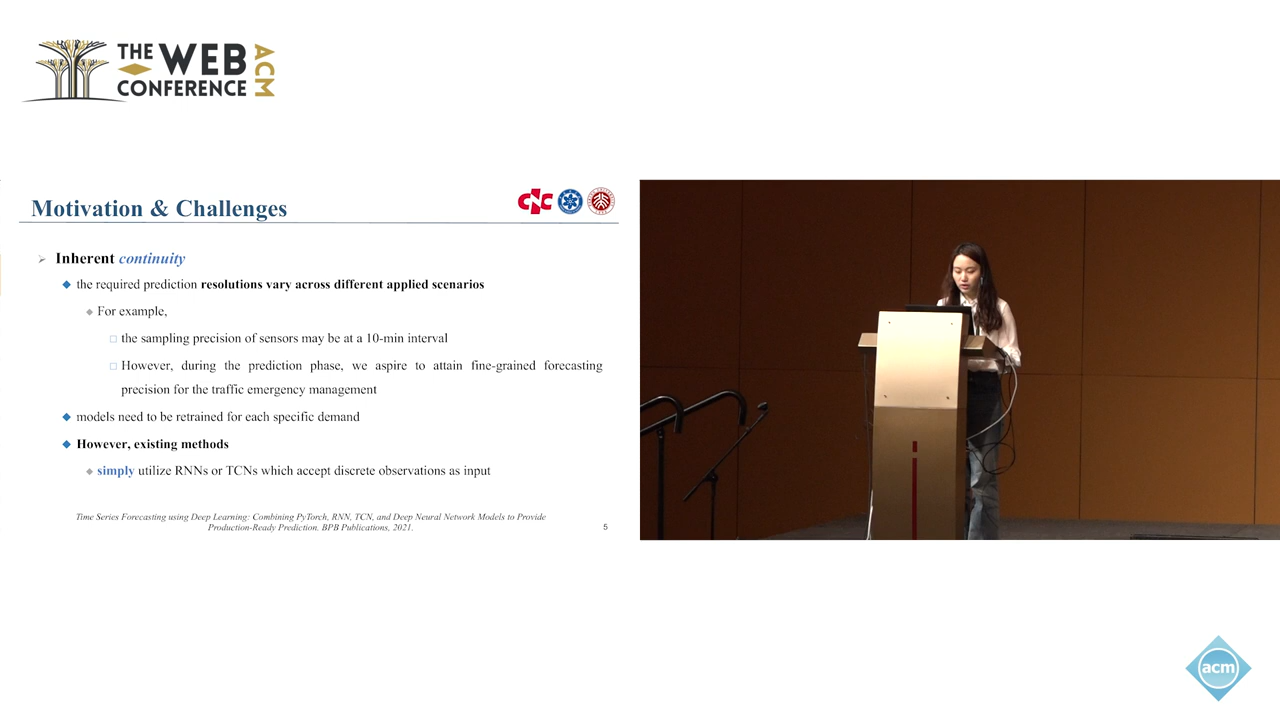 THE WEB
CONFERENCE
ACM
Motivation & Challenges
CNC
Inherent continuity
the required prediction resolutions vary across different applied scenarios
For example,
the sampling precision of sensors may be at a 10-min interval
However, during the prediction phase, we aspire to attain fine-grained forecasting
precision for the traffic emergency management
models need to be retrained for each specific demand
However, existing methods
simply utilize RNNs or TCNs which accept discrete observations as input
Time Series Forecasting using Deep Learning: Combining PyTorch, RNN, TCN, and Deep Neural Network Models to Provide
Production-Ready Prediction. BPB Publications, 2021.
5
acm